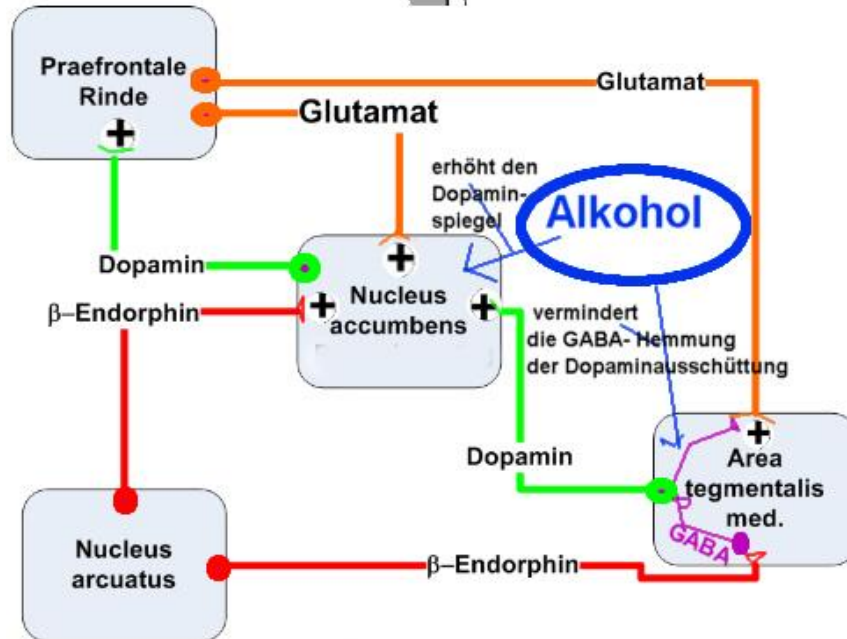 Praefrontale
Rinde
Glutamat
Glutamat
erhöht den
Dopamin-
spiegel
Alkohol
Dopamin
β–Endorphin
Nucleus
accumbens
vermindert
die GABA- Hemmung
der Dopaminausschüttung
Dopamin
Area
tegmentalis
med.
GABA
Nucleus
arcuatus
β–Endorphin